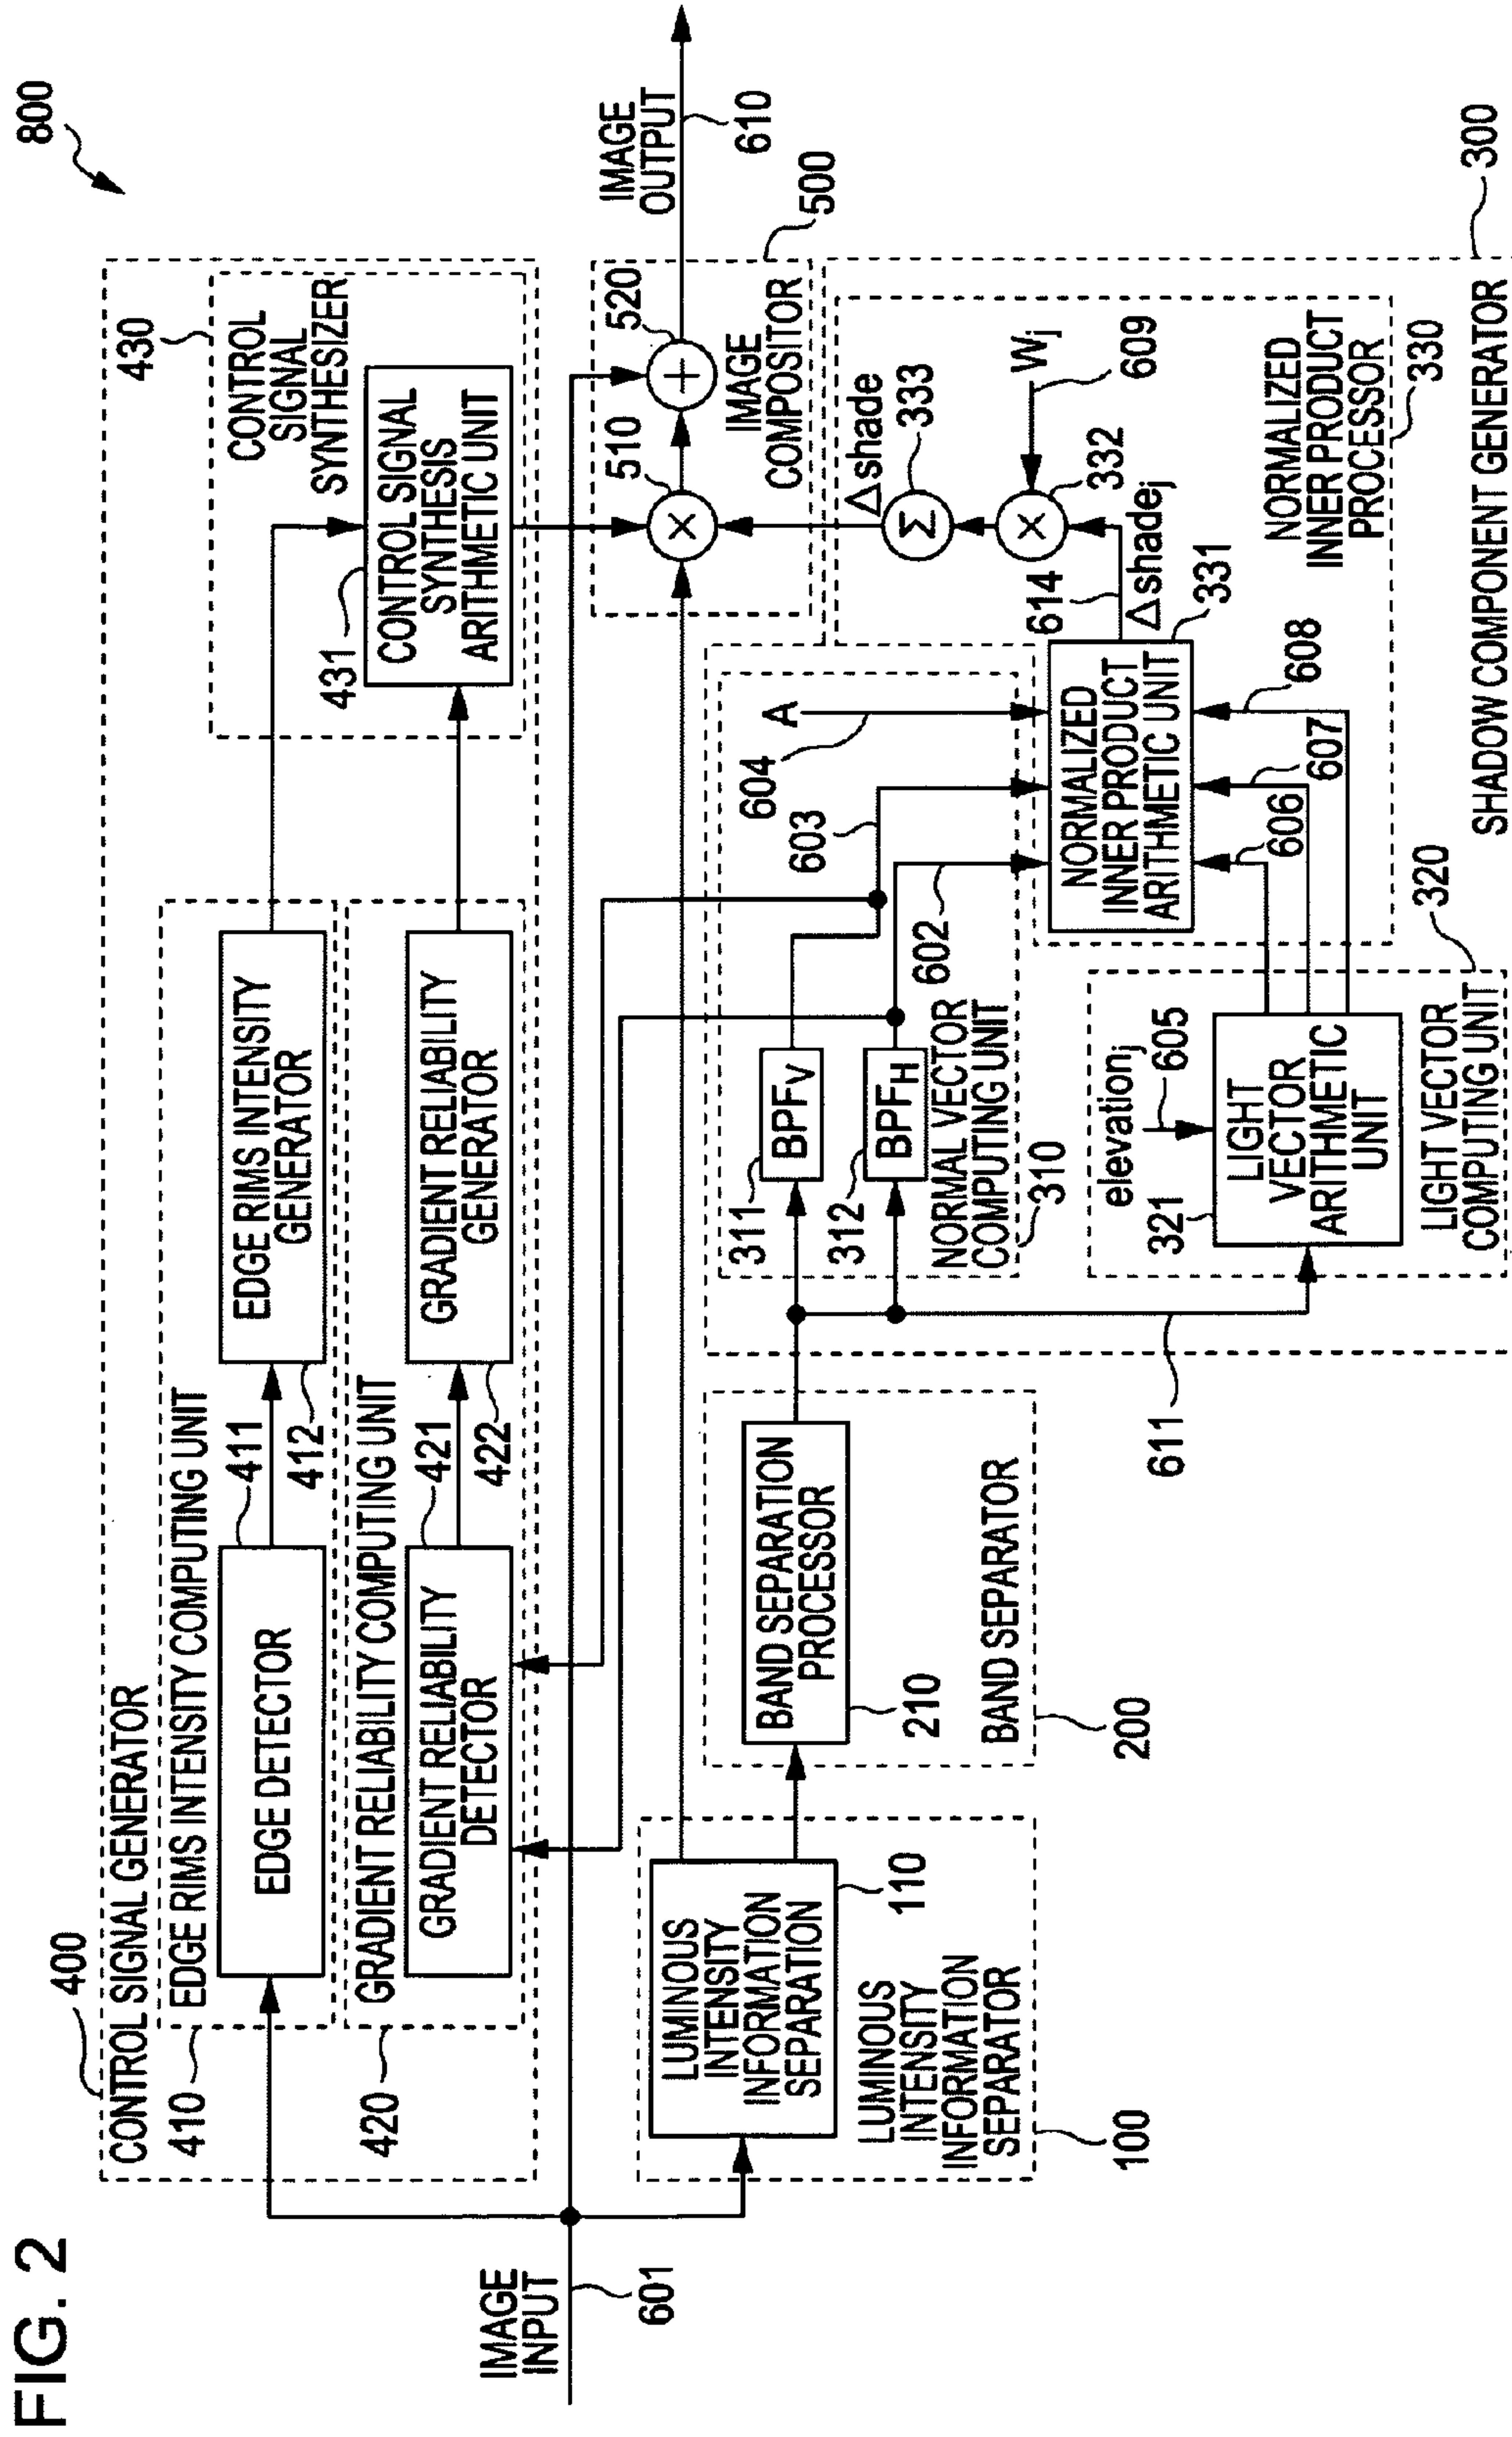 FIG. 2
800
400
CONTROL SIGNAL GENERATOR
410
EDGE RIMS INTENSITY COMPUTING UNIT
EDGE DETECTOR
411
412
EDGE RIMS INTENSITY
GENERATOR
420
GRADIENT RELIABILITY COMPUTING UNIT
GRADIENT RELIABILITY
DETECTOR
421
422
GRADIENT RELIABILITY
GENERATOR
430
CONTROL
SIGNAL
SYNTHESIZER
431
CONTROL SIGNAL
SYNTHESIS
ARITHMETIC UNIT
IMAGE
INPUT
601
IMAGE
OUTPUT
610
510
×
520
+
IMAGE
COMPOSITOR
500
LUMINOUS
INTENSITY
INFORMATION
SEPARATION
110
LUMINOUS
INTENSITY
INFORMATION
SEPARATOR
100
BAND SEPARATION
PROCESSOR
210
BAND SEPARATOR
200
311
BPFV
312
BPFH
NORMAL VECTOR
COMPUTING UNIT
310
602
603
604
A
611
elevationj
605
321
LIGHT
VECTOR
ARITHMETIC
UNIT
LIGHT VECTOR
COMPUTING UNIT
320
606
607
608
NORMALIZED
INNER PRODUCT
ARITHMETIC UNIT
331
614
Δshadej
×
332
Wj
609
Σ
333
Δshade
NORMALIZED
INNER PRODUCT
PROCESSOR
330
SHADOW COMPONENT GENERATOR
300